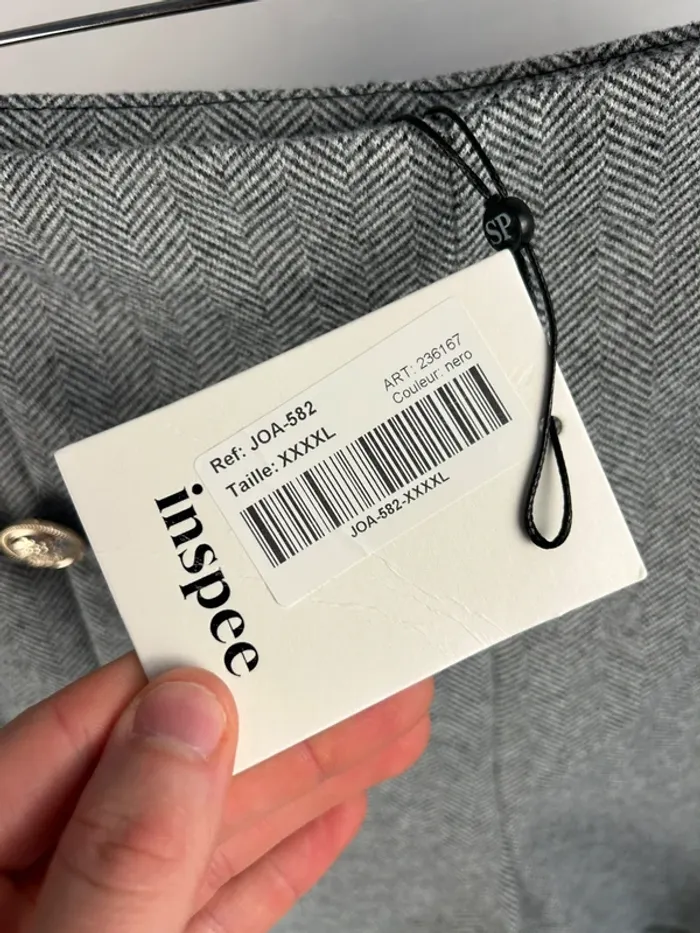 SP
ART: 236167
Couleur: nero
Ref: JOA-582
Taille: XXXXL
JOA-582-XXXXL
inspee